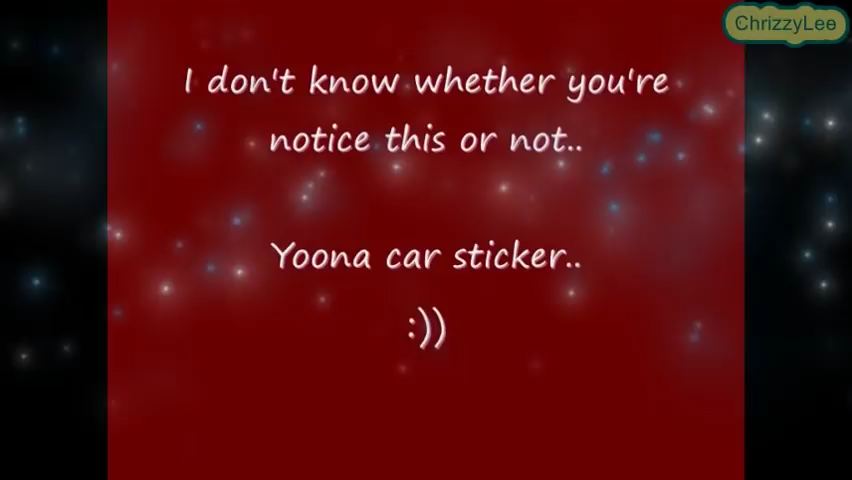 ChrizzyLee
I don't know whether you're
notice this or not..
Yoona car sticker..
:))